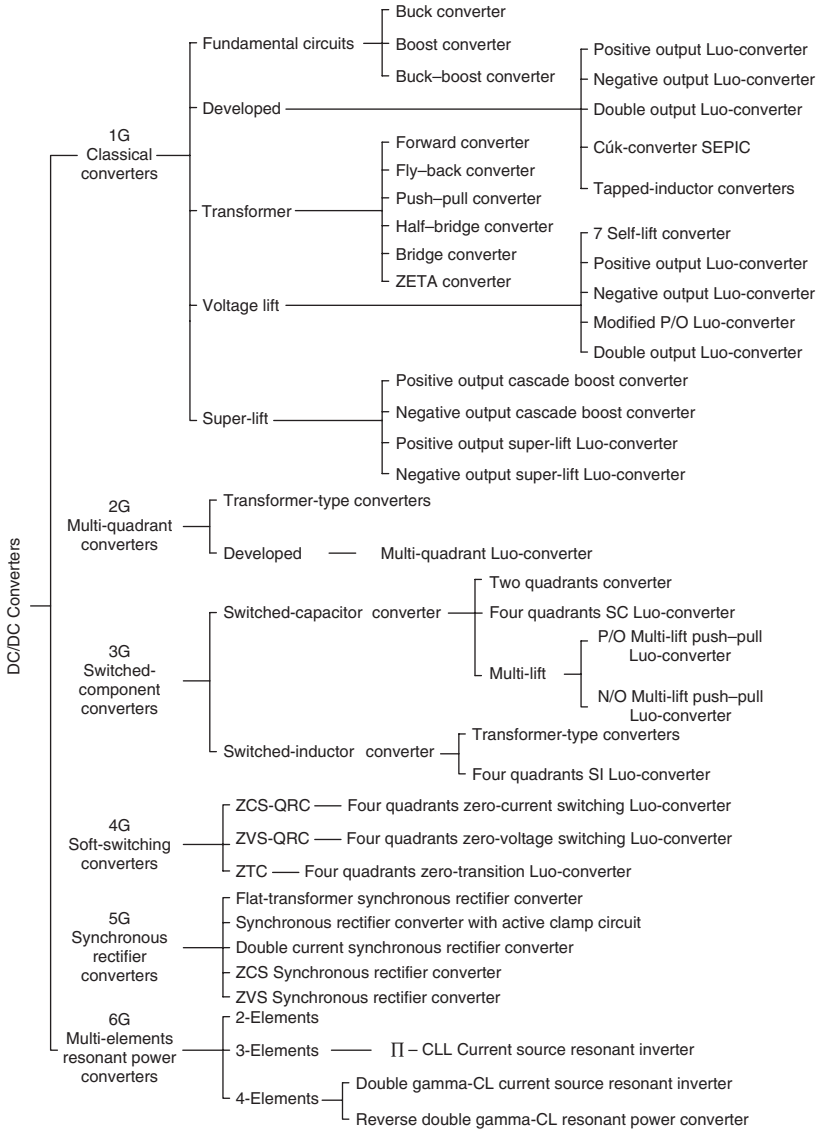 DC/DC Converters
1G
Classical
converters
Fundamental circuits
Buck converter
Boost converter
Buck–boost converter
Developed
Positive output Luo-converter
Negative output Luo-converter
Double output Luo-converter
Cúk-converter SEPIC
Tapped-inductor converters
Transformer
Forward converter
Fly–back converter
Push–pull converter
Half–bridge converter
Bridge converter
ZETA converter
Voltage lift
7 Self-lift converter
Positive output Luo-converter
Negative output Luo-converter
Modified P/O Luo-converter
Double output Luo-converter
Super-lift
Positive output cascade boost converter
Negative output cascade boost converter
Positive output super-lift Luo-converter
Negative output super-lift Luo-converter
2G
Multi-quadrant
converters
Transformer-type converters
Developed
Multi-quadrant Luo-converter
3G
Switched-
component
converters
Switched-capacitor converter
Two quadrants converter
Four quadrants SC Luo-converter
Multi-lift
P/O Multi-lift push–pull
Luo-converter
N/O Multi-lift push–pull
Luo-converter
Switched-inductor converter
Transformer-type converters
Four quadrants SI Luo-converter
4G
Soft-switching
converters
ZCS-QRC
Four quadrants zero-current switching Luo-converter
ZVS-QRC
Four quadrants zero-voltage switching Luo-converter
ZTC
Four quadrants zero-transition Luo-converter
5G
Synchronous
rectifier
converters
Flat-transformer synchronous rectifier converter
Synchronous rectifier converter with active clamp circuit
Double current synchronous rectifier converter
ZCS Synchronous rectifier converter
ZVS Synchronous rectifier converter
6G
Multi-elements
resonant power
converters
2-Elements
3-Elements
Π – CLL Current source resonant inverter
4-Elements
Double gamma-CL current source resonant inverter
Reverse double gamma-CL resonant power converter